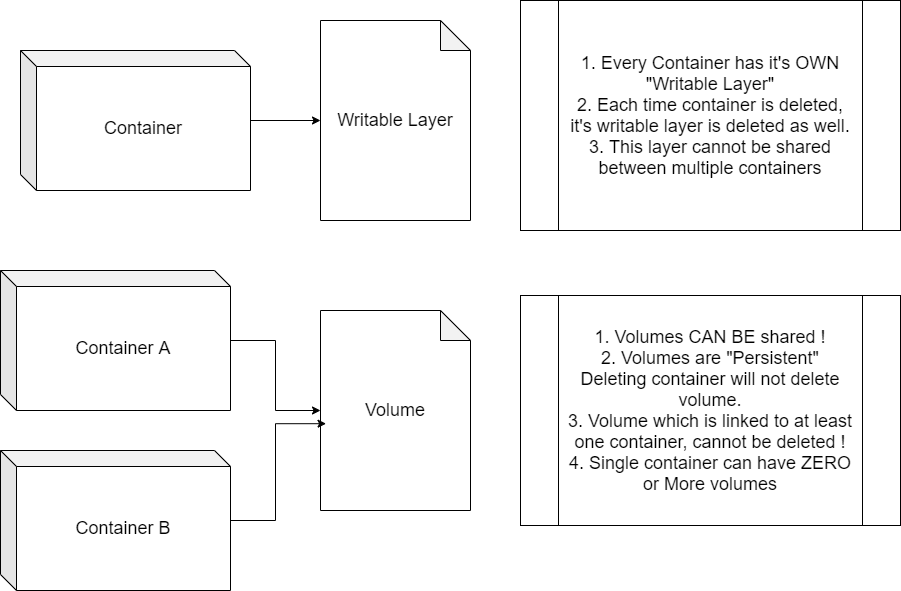 Container
Writable Layer
1. Every Container has it's OWN
"Writable Layer"
2. Each time container is deleted,
it's writable layer is deleted as well.
3. This layer cannot be shared
between multiple containers
Container A
Container B
Volume
1. Volumes CAN BE shared !
2. Volumes are "Persistent"
Deleting container will not delete
volume.
3. Volume which is linked to at least
one container, cannot be deleted !
4. Single container can have ZERO
or More volumes